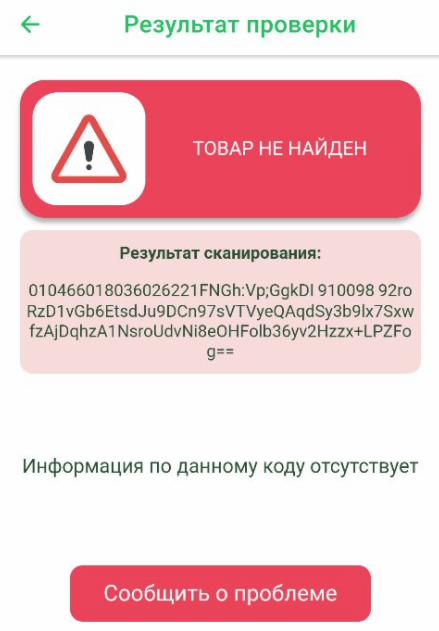 Результат проверки
ТОВАР НЕ НАЙДЕН
Результат сканирования:
010466018036026221FNGh:Vp;GgkDI 910098 92ro
RzD1vGb6EtsdJu9DCn97sVTVyeQAqdSy3b9lx7Sxw
fzAjDqhzA1NsroUdvNi8eOHFolb36yv2Hzzx+LPZFo
g==
Информация по данному коду отсутствует
Сообщить о проблеме